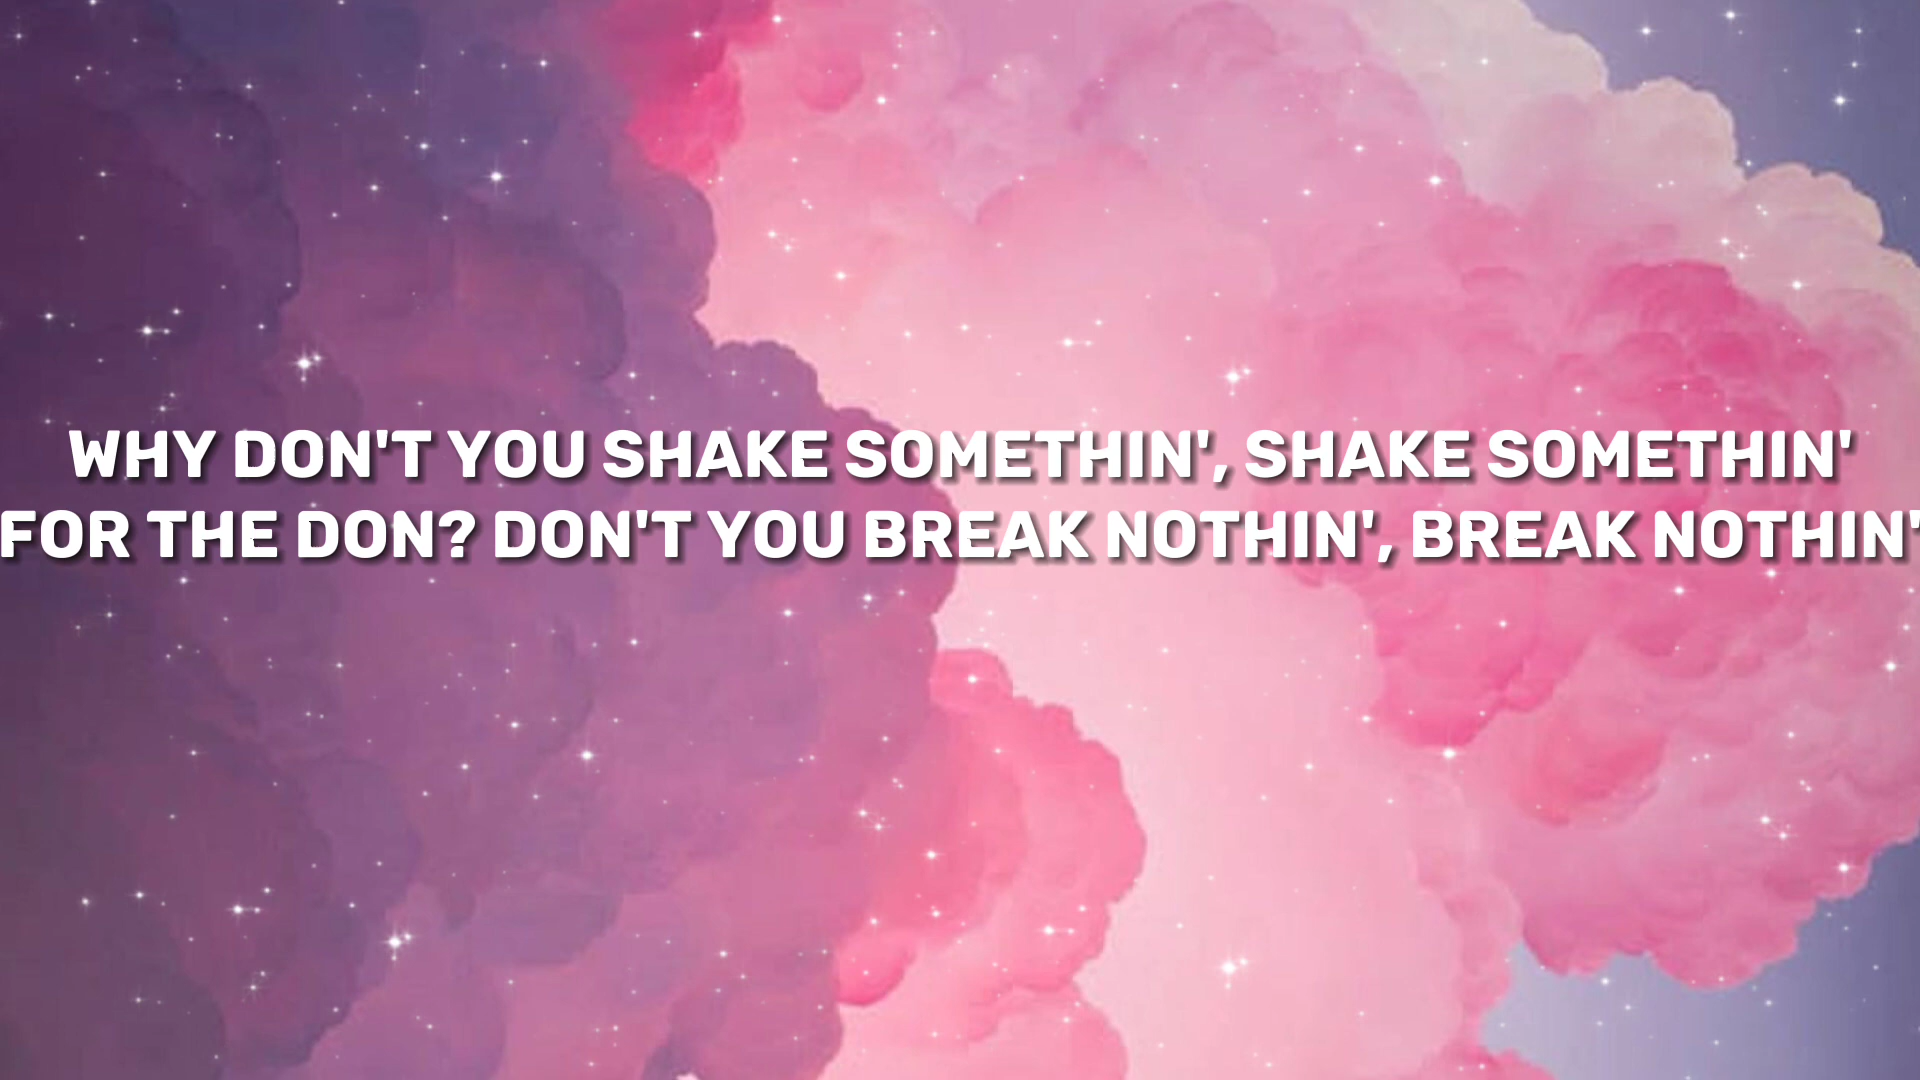 WHY DON'T YOU SHAKE SOMETHIN', SHAKE SOMETHIN'
FOR THE DON? DON'T YOU BREAK NOTHIN', BREAK NOTHIN'